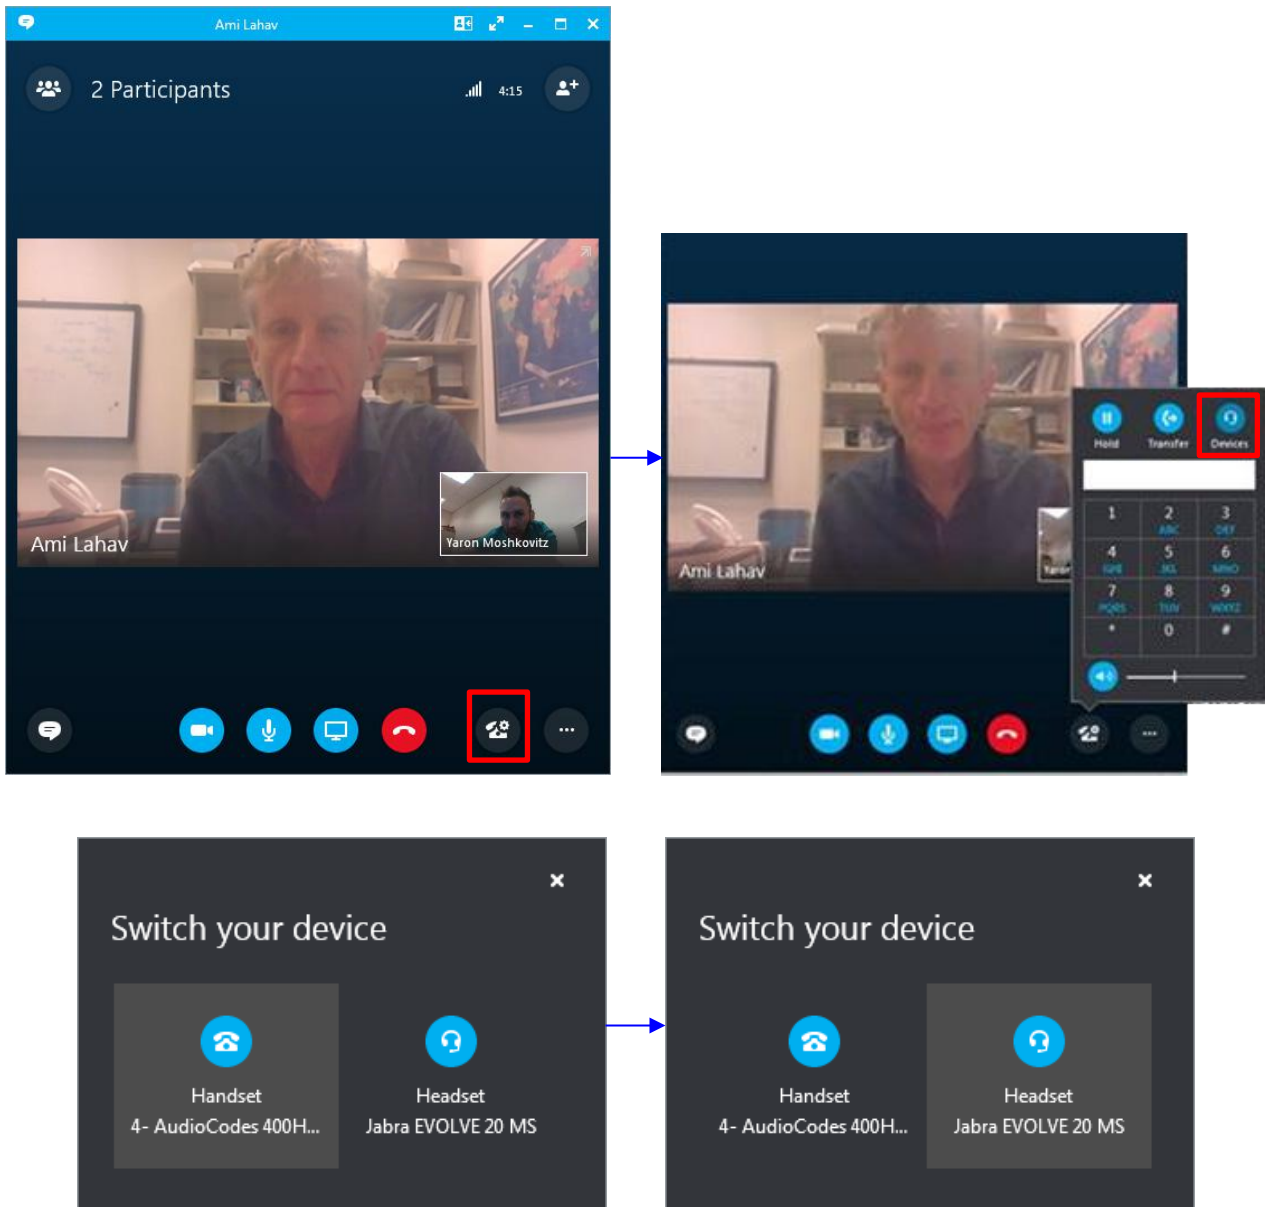 Ami Lahav
2 Participants
4:15
Ami Lahav
Yaron Moshkovitz
Hold Transfer Devices
1 2 3
ABC DEF
4 5 6
GHI JKL MNO
7 8 9
PQRS TUV WXYZ
* 0 #
Ami Lahav
Yaron
Switch your device
Handset
4- AudioCodes 400H...
Headset
Jabra EVOLVE 20 MS
Switch your device
Handset
4- AudioCodes 400H...
Headset
Jabra EVOLVE 20 MS